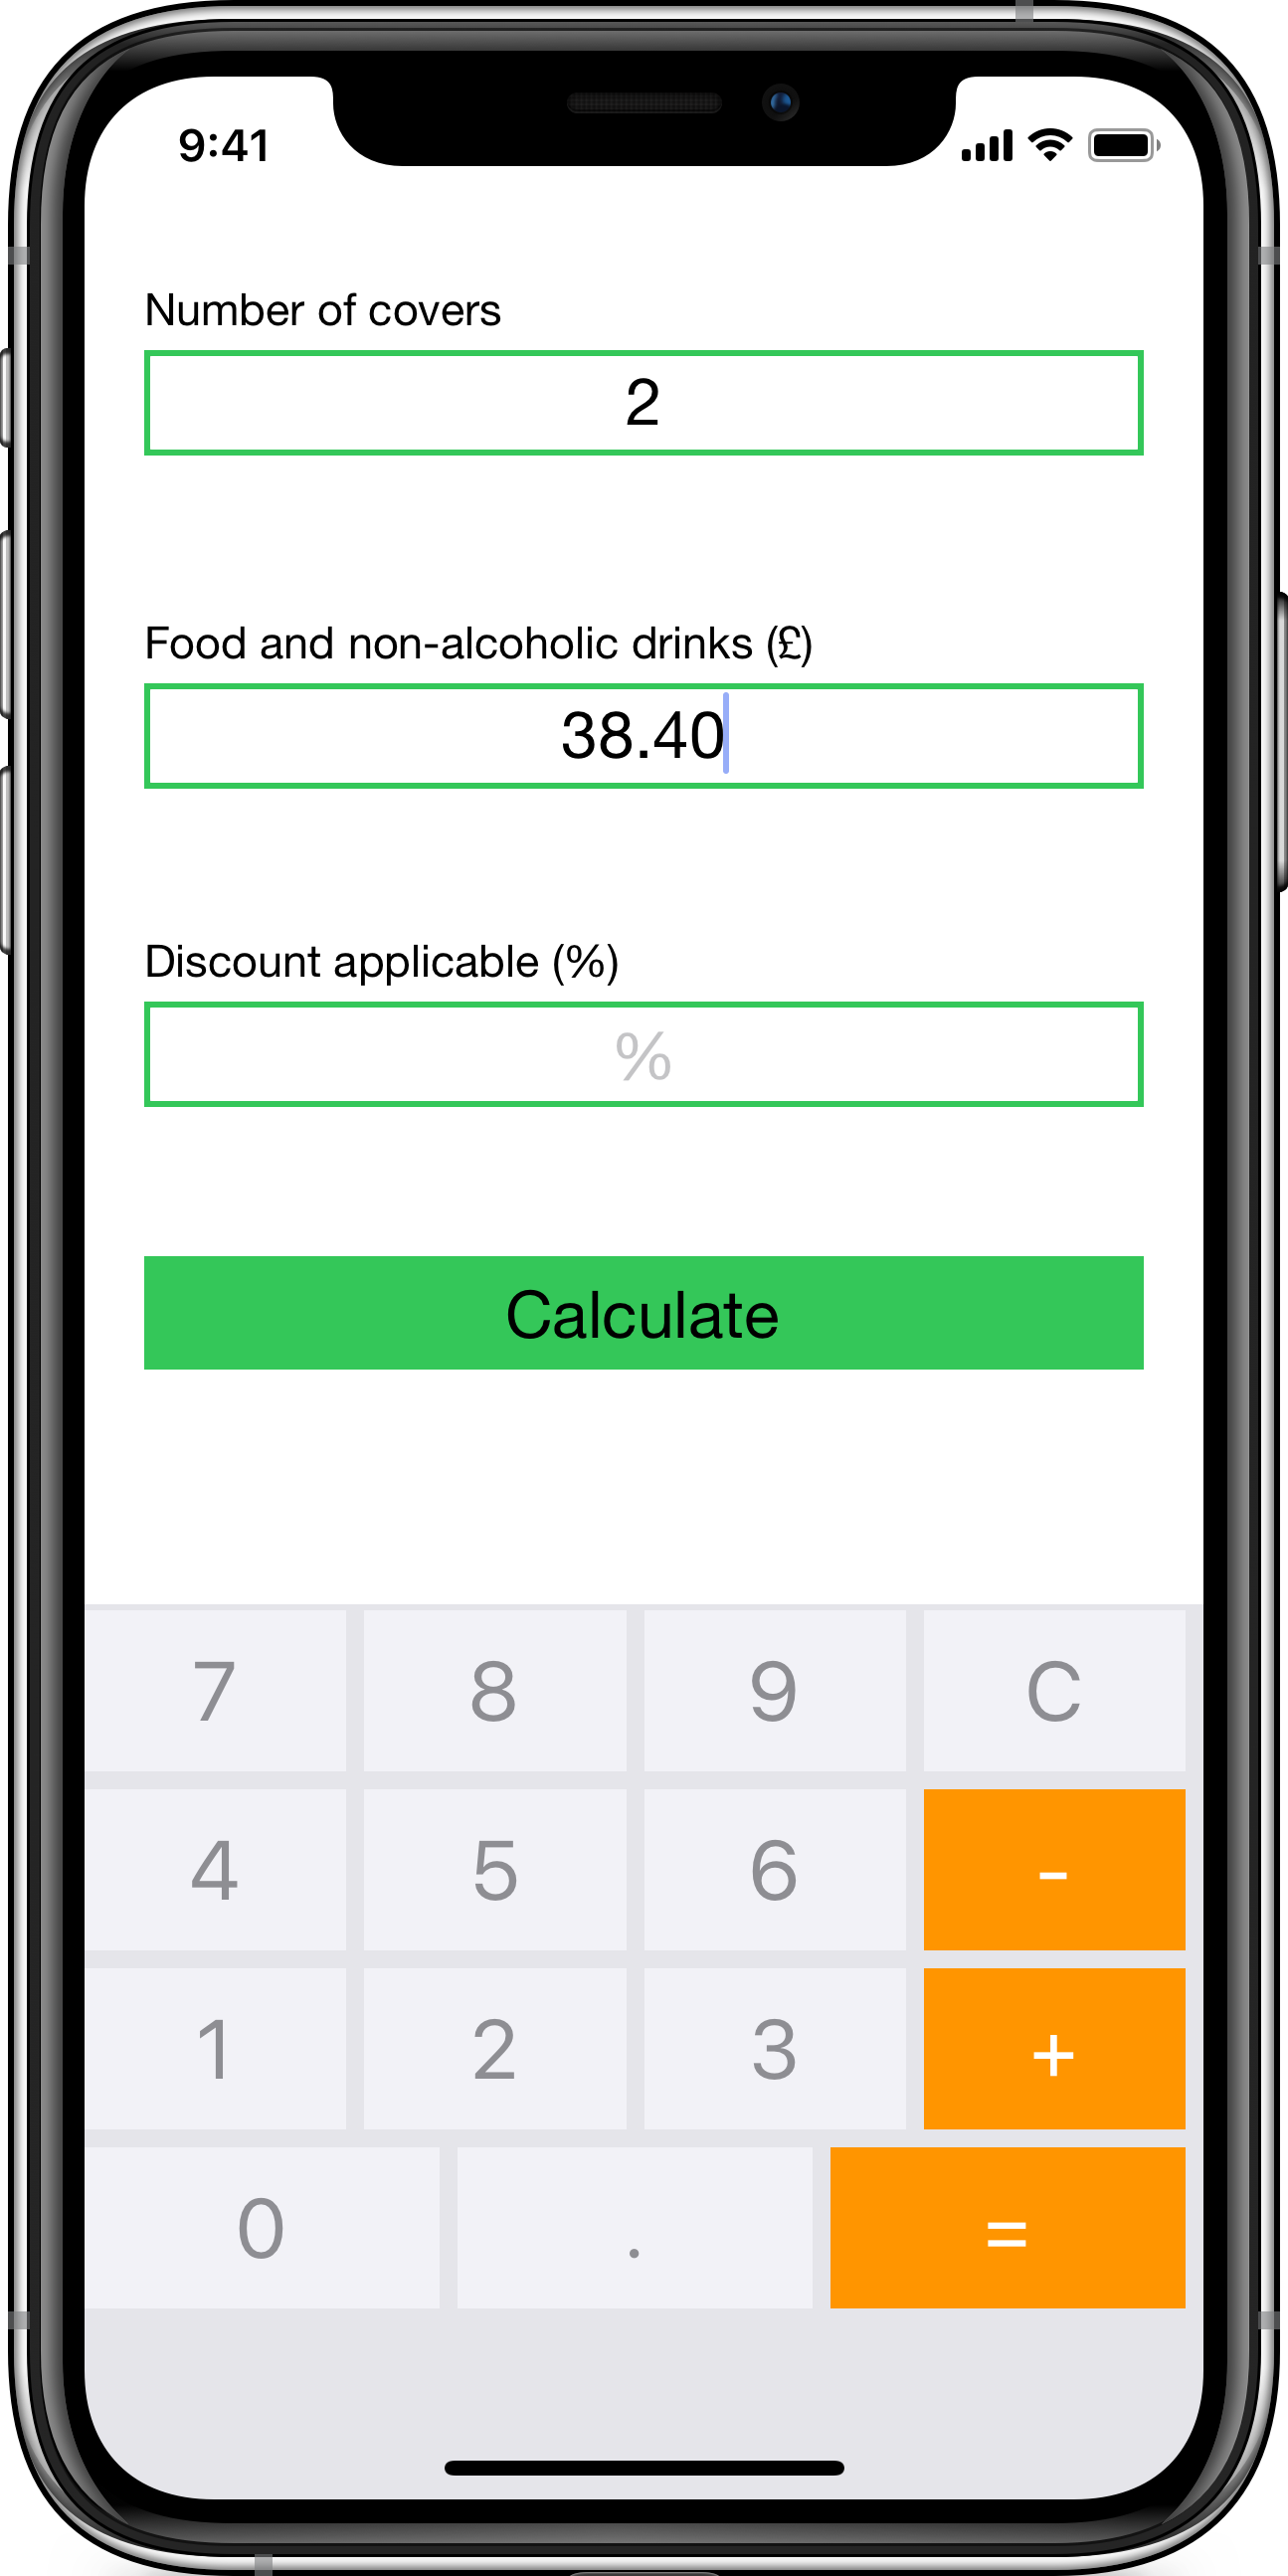 9:41
Number of covers
2
Food and non-alcoholic drinks (£)
38.40
Discount applicable (%)
%
Calculate
7 8 9 C
4 5 6 -
1 2 3 +
0 . =